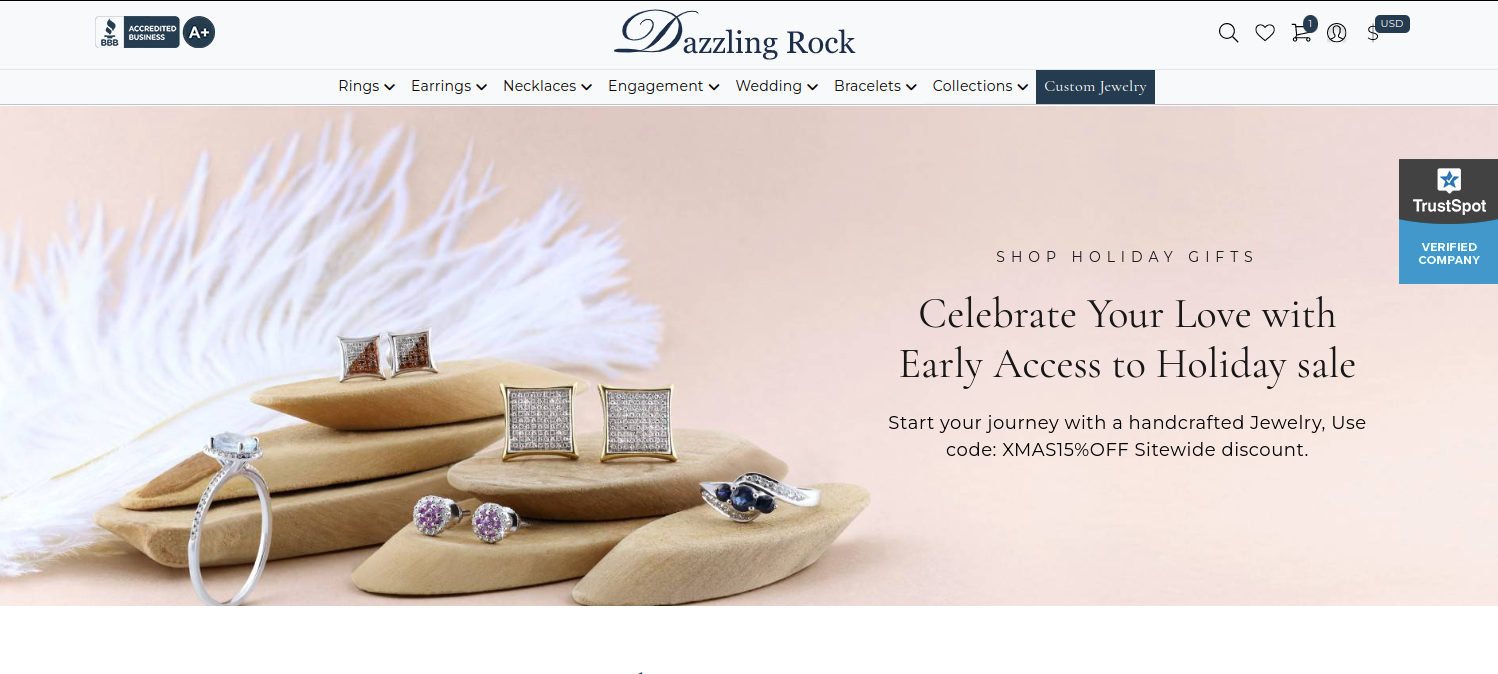 BBB
ACCREDITED
BUSINESS
A+
Dazzling Rock
1
$
USD
Rings
Earrings
Necklaces
Engagement
Wedding
Bracelets
Collections
Custom Jewelry
TrustSpot
VERIFIED
COMPANY
SHOP HOLIDAY GIFTS
Celebrate Your Love with
Early Access to Holiday sale
Start your journey with a handcrafted Jewelry, Use
code: XMAS15%OFF Sitewide discount.